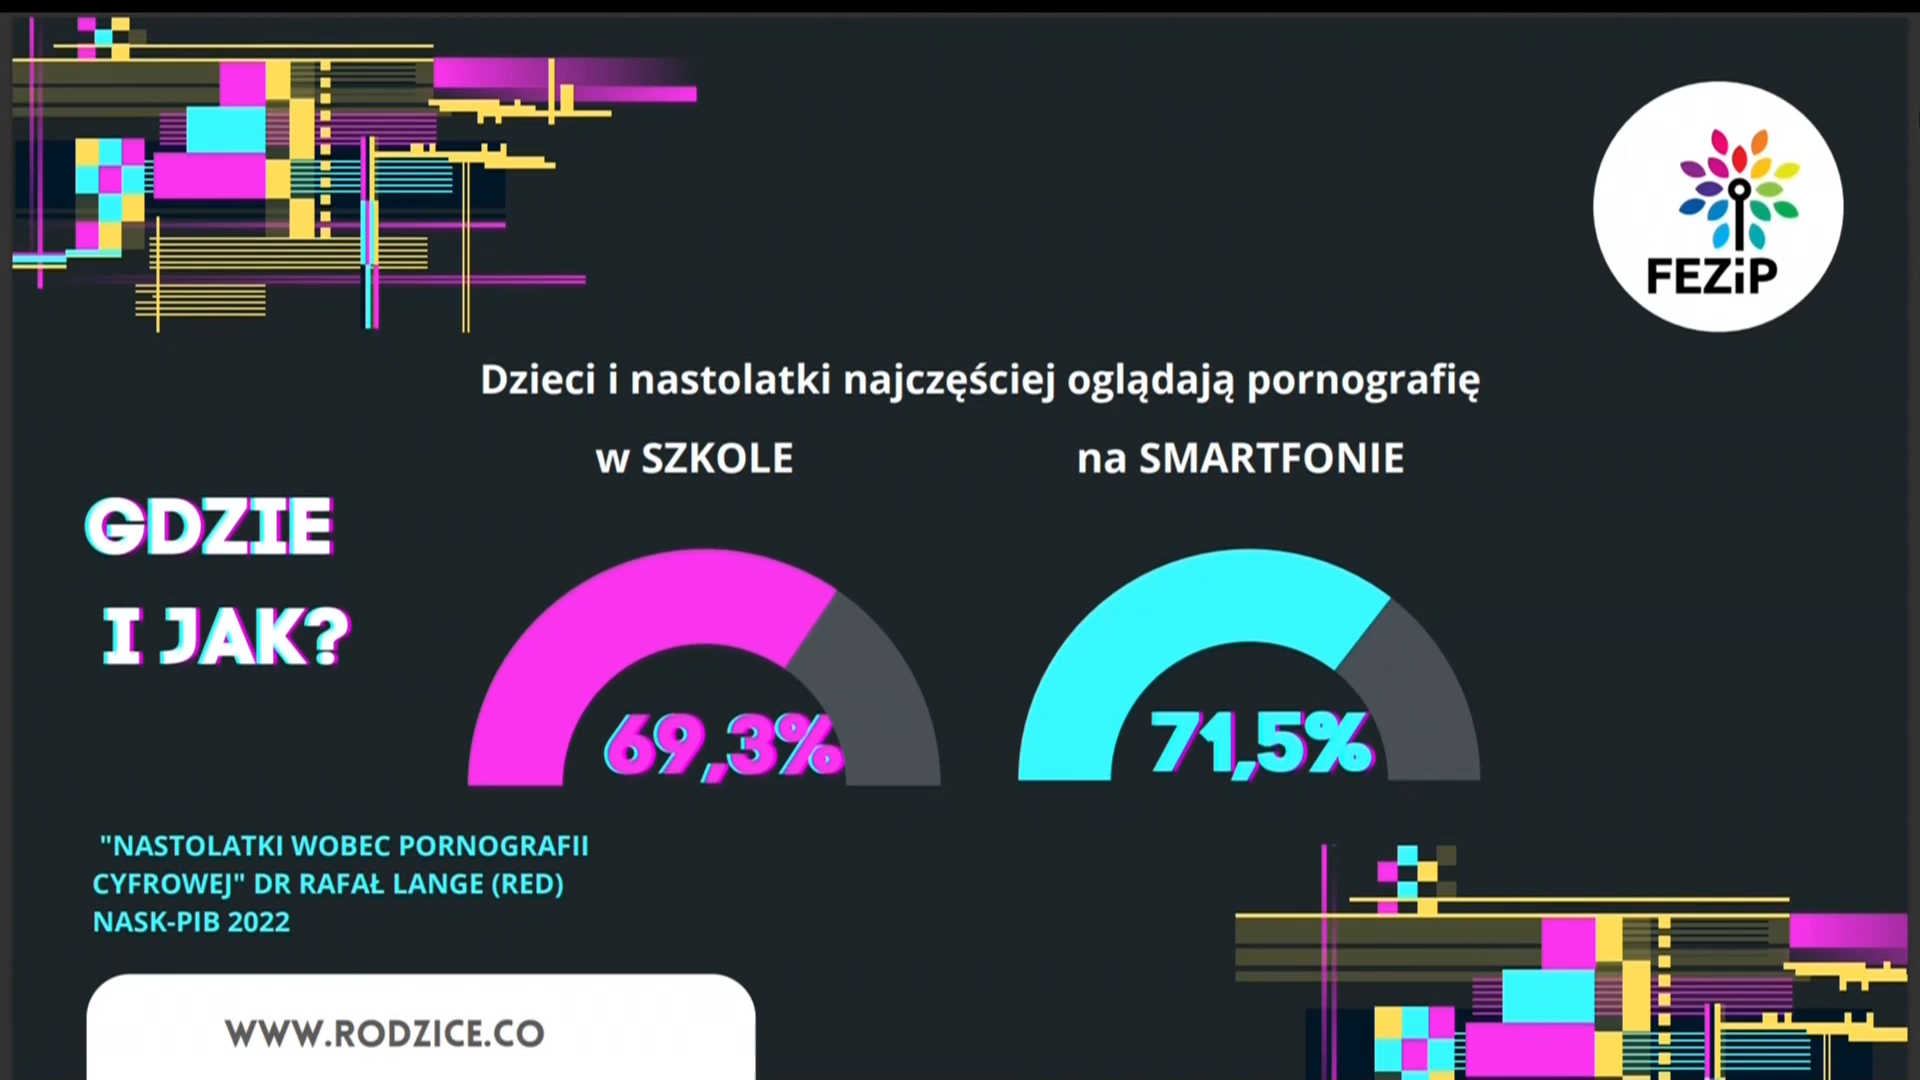 FEZiP
Dzieci i nastolatki najczęściej oglądają pornografię
w SZKOLE
na SMARTFONIE
GDZIE
I JAK?
69,3%
71,5%
"NASTOLATKI WOBEC PORNOGRAFII
CYFROWEJ" DR RAFAŁ LANGE (RED)
NASK-PIB 2022
WWW.RODZICE.CO